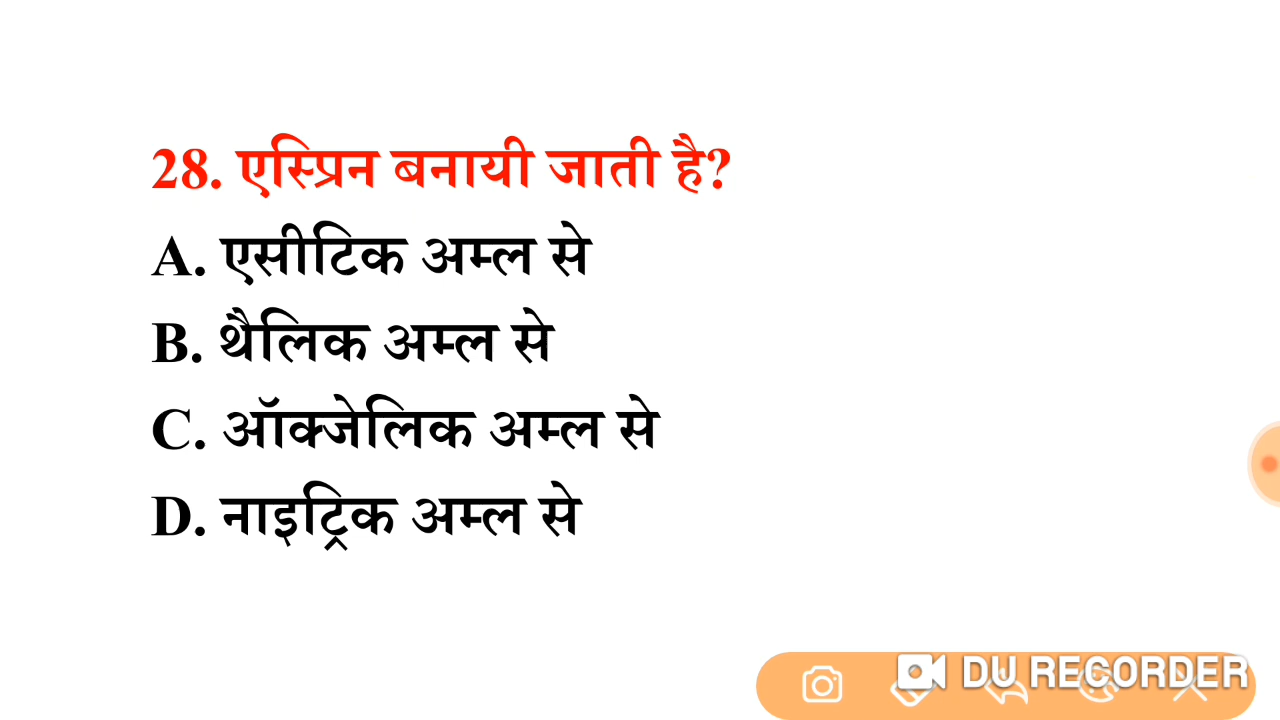 28. एस्प्रिन बनायी जाती है?
A. एसीटिक अम्ल से
B. थैलिक अम्ल से
C. ऑक्जेलिक अम्ल से
D. नाइट्रिक अम्ल से
DU RECORDER